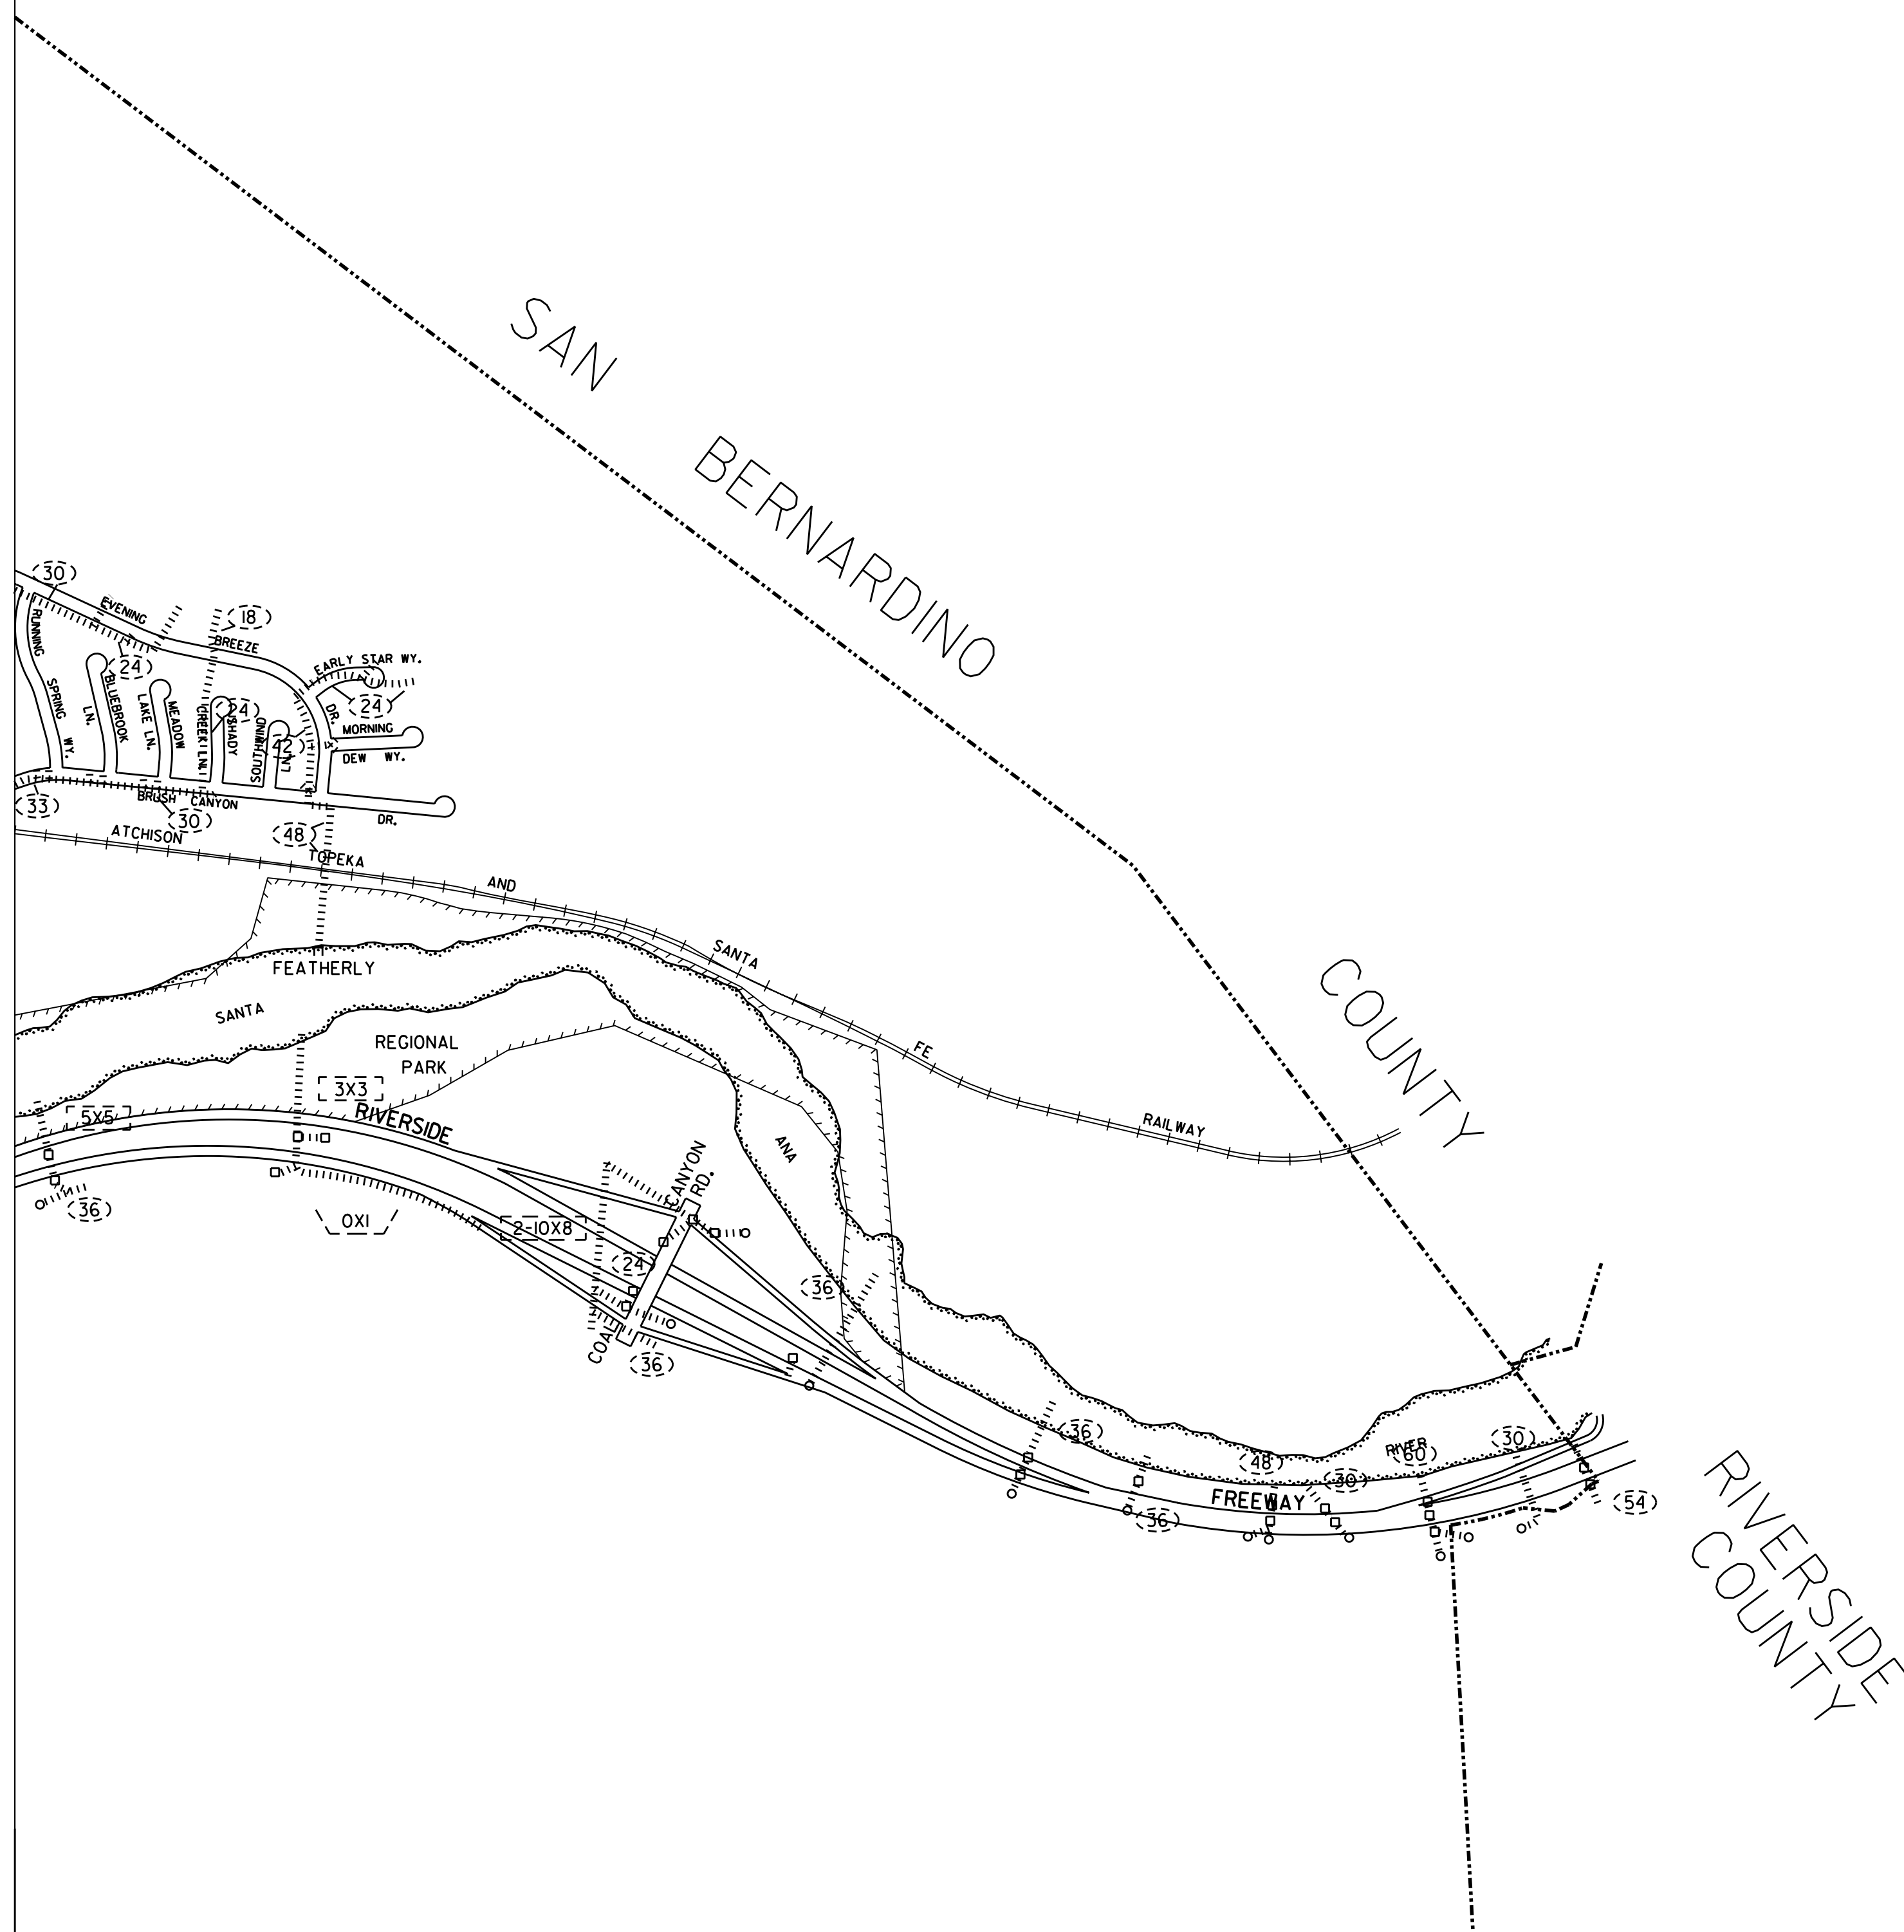 SAN
BERNARDINO
COUNTY
RIVERSIDE
COUNTY
30
EVENING
18
BREEZE
RUNNING
SPRING
WY.
24
EARLY STAR WY.
24
BLUEBROOK
LN.
LAKE LN.
MEADOW
CREEK LN.
SHADY
24
SOUTHWIND
LN.
42
DR.
MORNING
DEW WY.
33
BRUSH CANYON
DR.
30
48
ATCHISON
TOPEKA
AND
SANTA
FE
RAILWAY
FEATHERLY
SANTA
REGIONAL
PARK
3X3
5X5
RIVERSIDE
36
0X1
2-10X8
CANYON
RD.
ANA
24
36
COAL
36
36
36
48
30
RIVER
60
30
FREEWAY
54